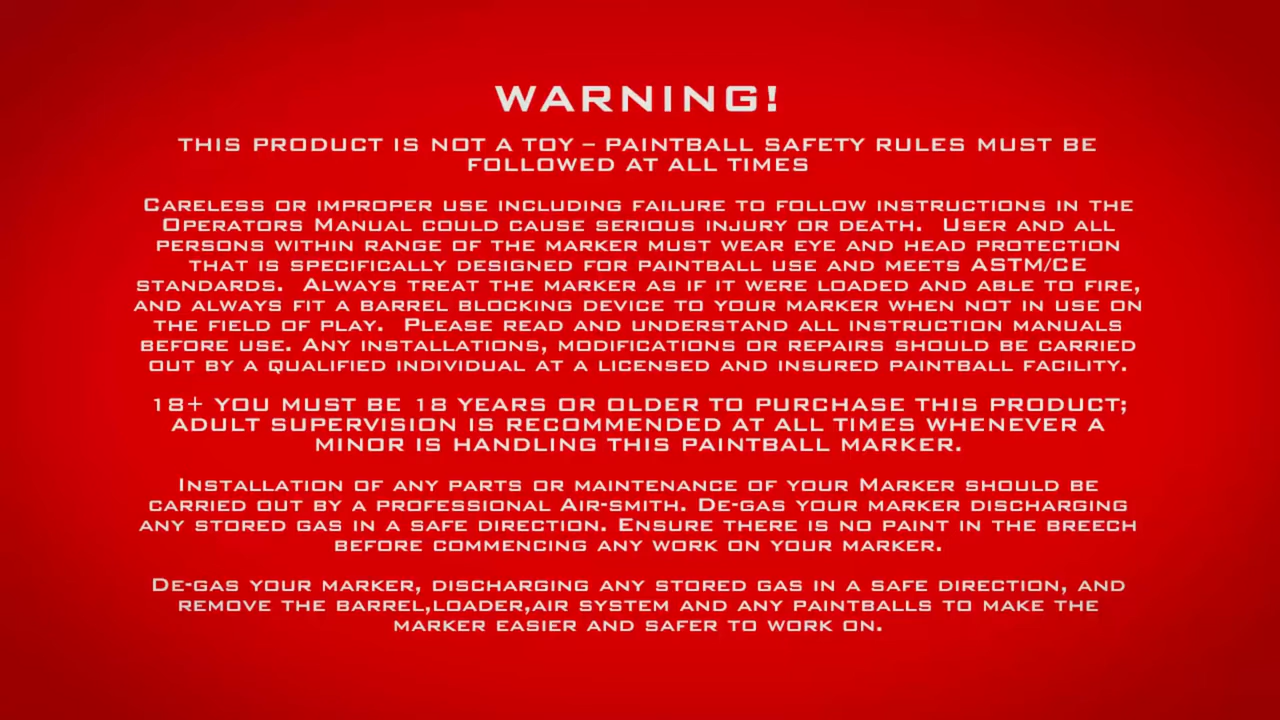 WARNING!
THIS PRODUCT IS NOT A TOY – PAINTBALL SAFETY RULES MUST BE
FOLLOWED AT ALL TIMES
Careless or improper use including failure to follow instructions in the
Operators Manual could cause serious injury or death.  User and all
persons within range of the marker must wear eye and head protection
that is specifically designed for paintball use and meets ASTM/CE
standards.  Always treat the marker as if it were loaded and able to fire,
and always fit a barrel blocking device to your marker when not in use on
the field of play.  Please read and understand all instruction manuals
before use. Any installations, modifications or repairs should be carried
out by a qualified individual at a licensed and insured paintball facility.
18+ YOU MUST BE 18 YEARS OR OLDER TO PURCHASE THIS PRODUCT;
ADULT SUPERVISION IS RECOMMENDED AT ALL TIMES WHENEVER A
MINOR IS HANDLING THIS PAINTBALL MARKER.
Installation of any parts or maintenance of your Marker should be
carried out by a professional Air-smith. De-gas your marker discharging
any stored gas in a safe direction. Ensure there is no paint in the breech
before commencing any work on your marker.
De-gas your marker, discharging any stored gas in a safe direction, and
remove the barrel,loader,air system and any paintballs to make the
marker easier and safer to work on.